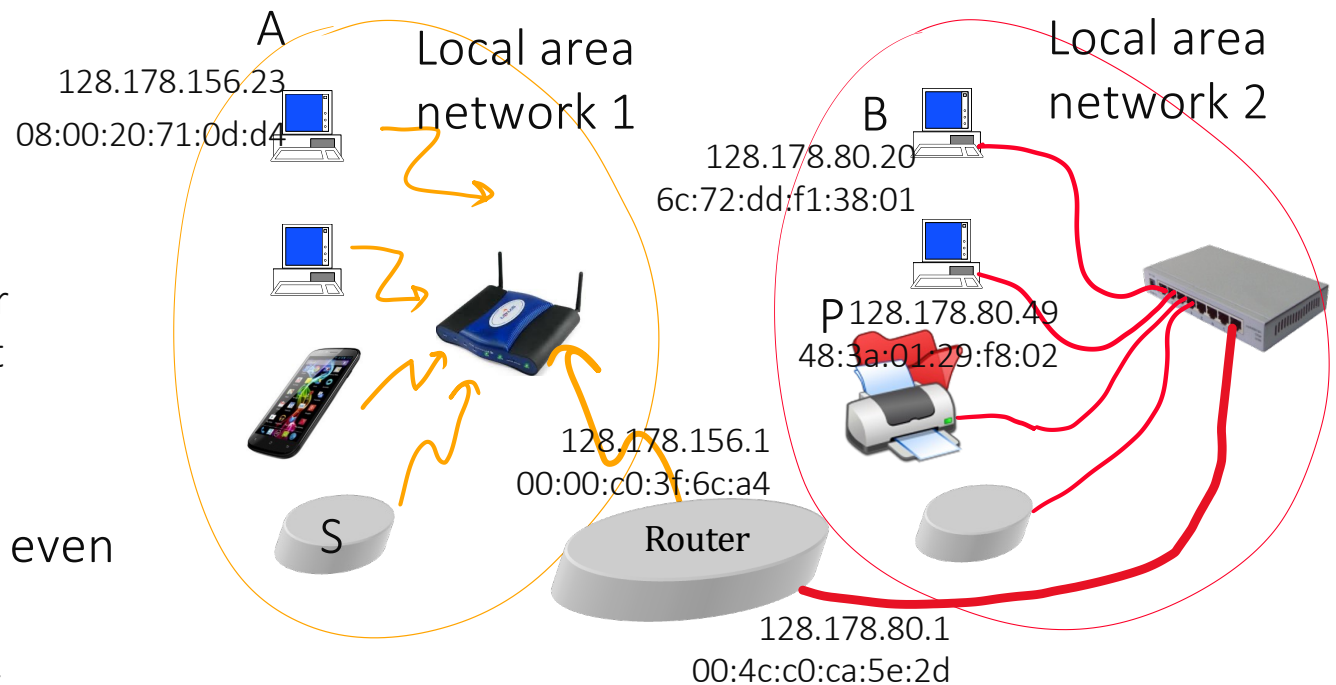 A
Local area
network 1
128.178.156.23
08:00:20:71:0d:d4
Local area
network 2
B
128.178.80.20
6c:72:dd:f1:38:01
r
t
P 128.178.80.49
48:3a:01:29:f8:02
128.178.156.1
00:00:c0:3f:6c:a4
S
even
Router
128.178.80.1
00:4c:c0:ca:5e:2d